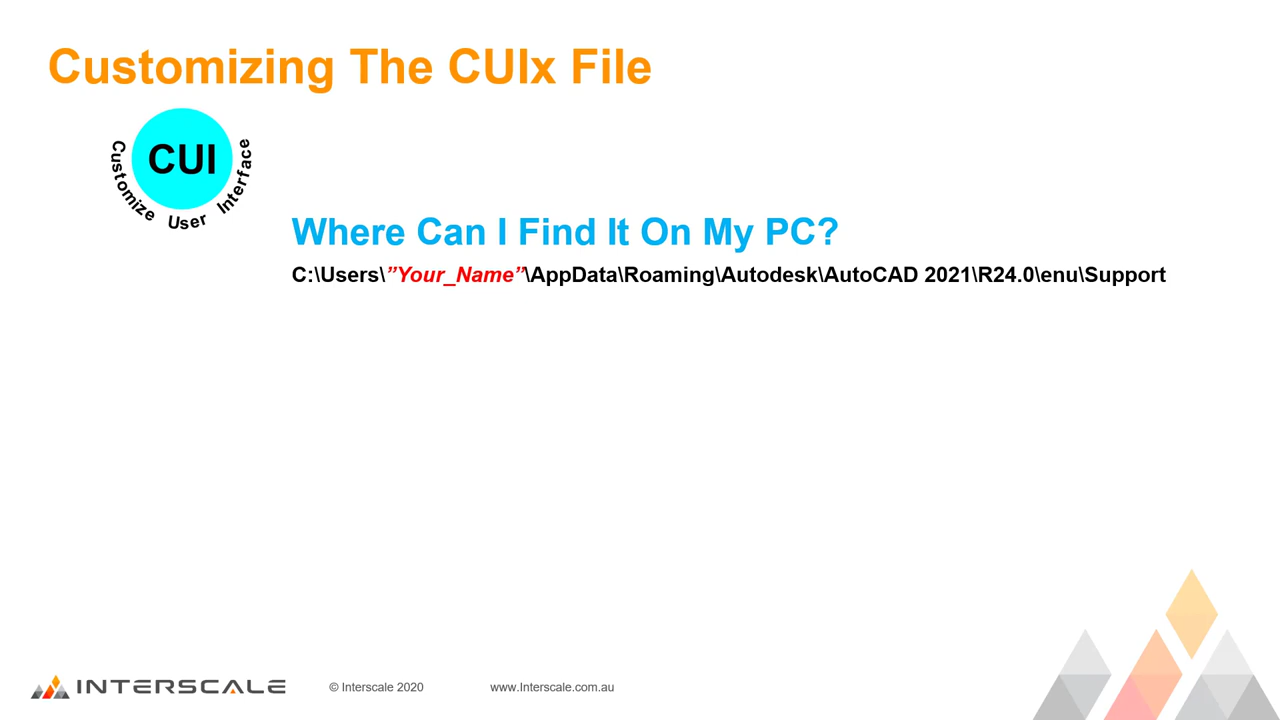 Customizing The CUIx File
CUI
Customize User Interface
Where Can I Find It On My PC?
C:\Users\”Your_Name”\AppData\Roaming\Autodesk\AutoCAD 2021\R24.0\enu\Support
INTERSCALE © Interscale 2020 www.Interscale.com.au